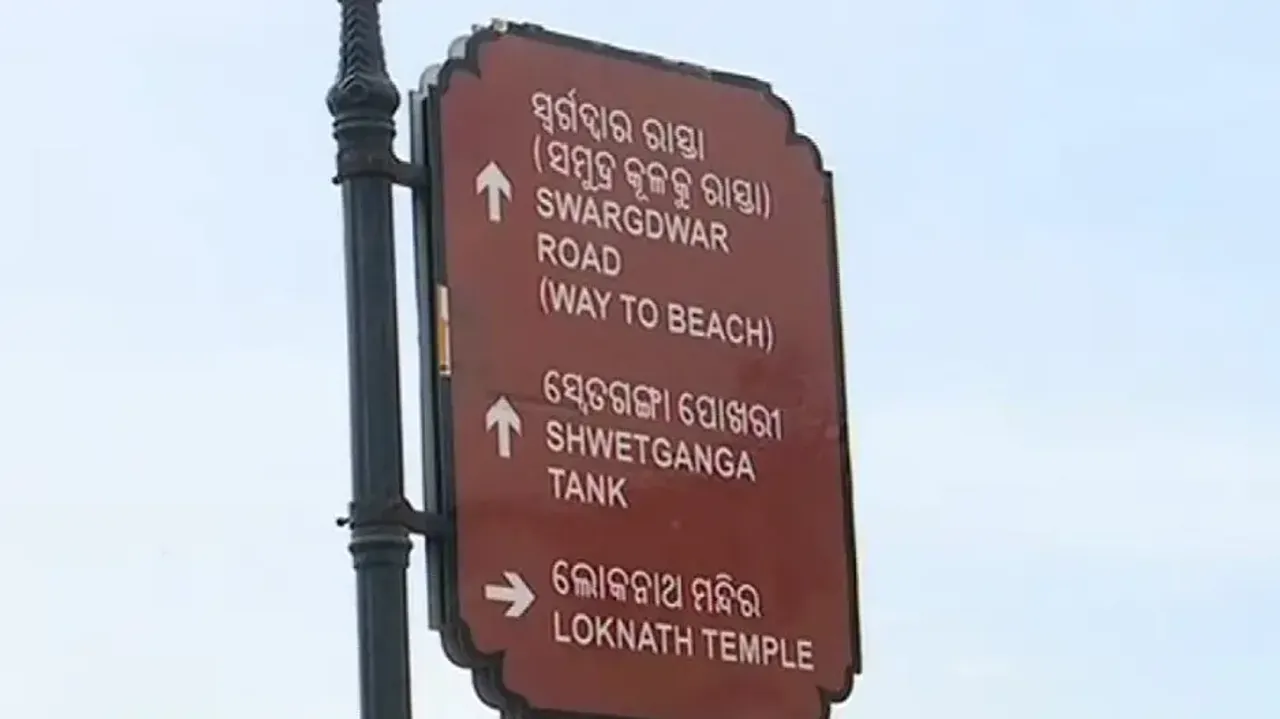 ସ୍ୱର୍ଗଦ୍ୱାର ରାସ୍ତା
(ସମୁଦ୍ର କୂଳକୁ ରାସ୍ତା)
SWARGDWAR
ROAD
(WAY TO BEACH)
ସ୍ୱେତଗଙ୍ଗା ପୋଖରୀ
SHWETGANGA
TANK
ଲୋକନାଥ ମନ୍ଦିର
LOKNATH TEMPLE